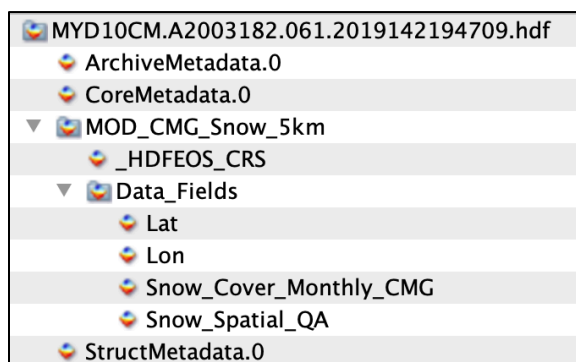 MYD10CM.A2003182.061.2019142194709.hdf
ArchiveMetadata.0
CoreMetadata.0
MOD_CMG_Snow_5km
_HDFEOS_CRS
Data_Fields
Lat
Lon
Snow_Cover_Monthly_CMG
Snow_Spatial_QA
StructMetadata.0